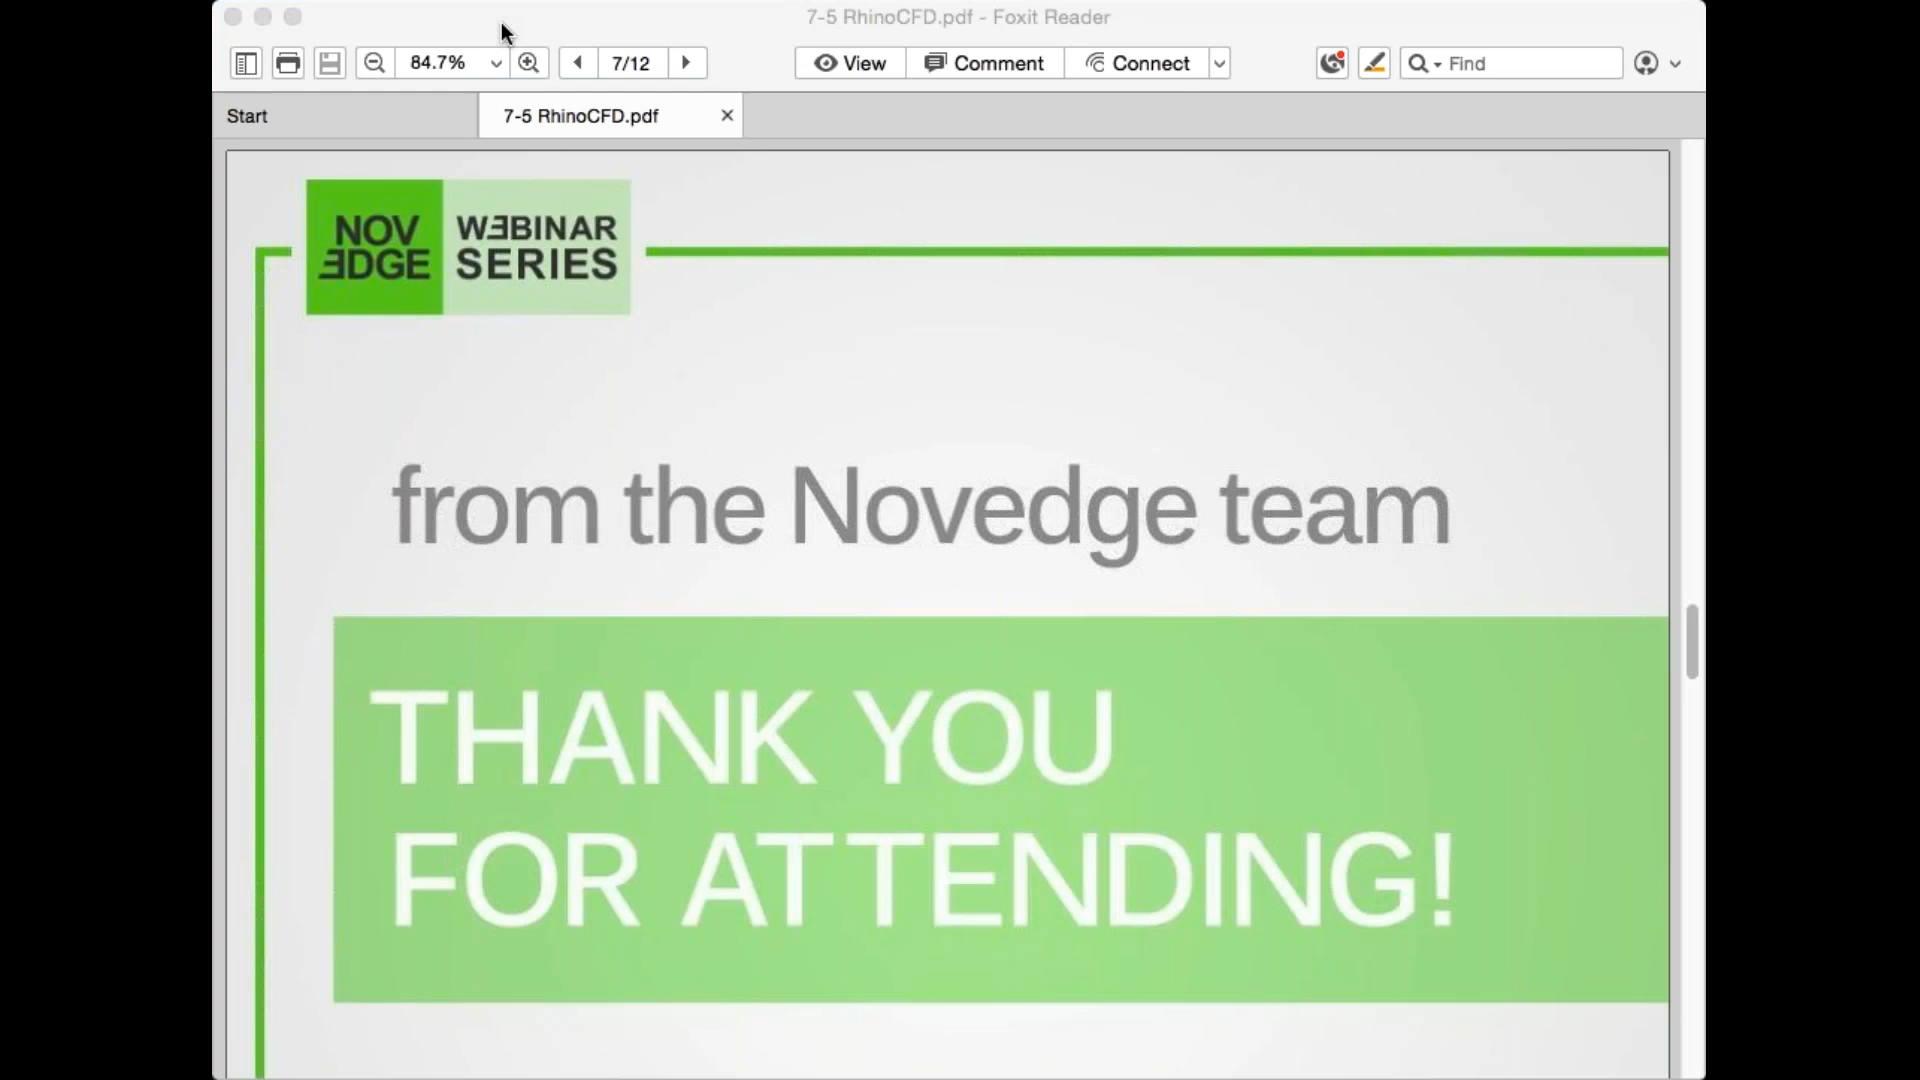 7-5 RhinoCFD.pdf - Foxit Reader
84.7%
7/12
View
Comment
Connect
Find
Start
7-5 RhinoCFD.pdf
NOV
ƎDGE
WƎBINAR
SERIES
from the Novedge team
THANK YOU
FOR ATTENDING!